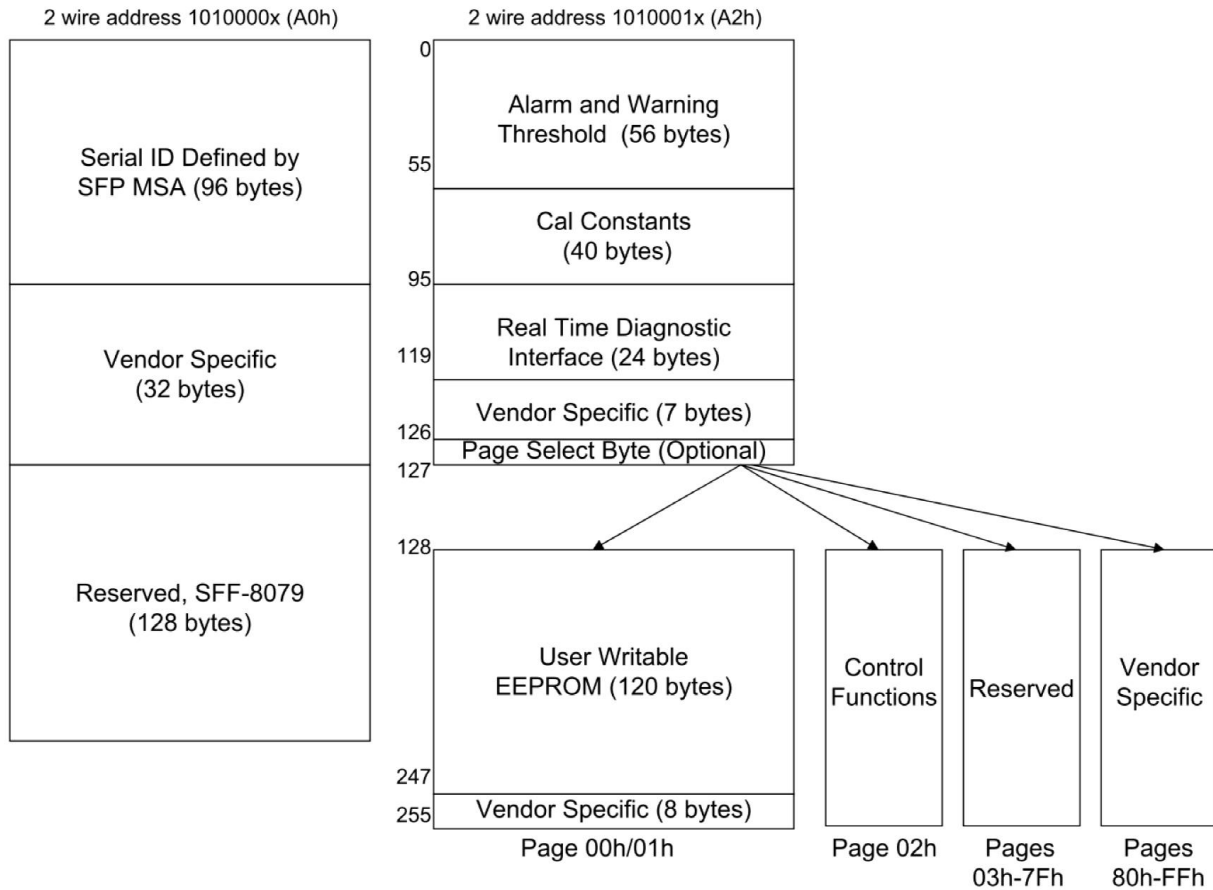 2 wire address 1010000x (A0h)
Serial ID Defined by
SFP MSA (96 bytes)
Vendor Specific
(32 bytes)
Reserved, SFF-8079
(128 bytes)
2 wire address 1010001x (A2h)
0
Alarm and Warning
Threshold (56 bytes)
55
Cal Constants
(40 bytes)
95
Real Time Diagnostic
Interface (24 bytes)
119
Vendor Specific (7 bytes)
126
Page Select Byte (Optional)
127
128
User Writable
EEPROM (120 bytes)
247
Vendor Specific (8 bytes)
255
Page 00h/01h
Control
Functions
Page 02h
Reserved
Pages
03h-7Fh
Vendor
Specific
Pages
80h-FFh